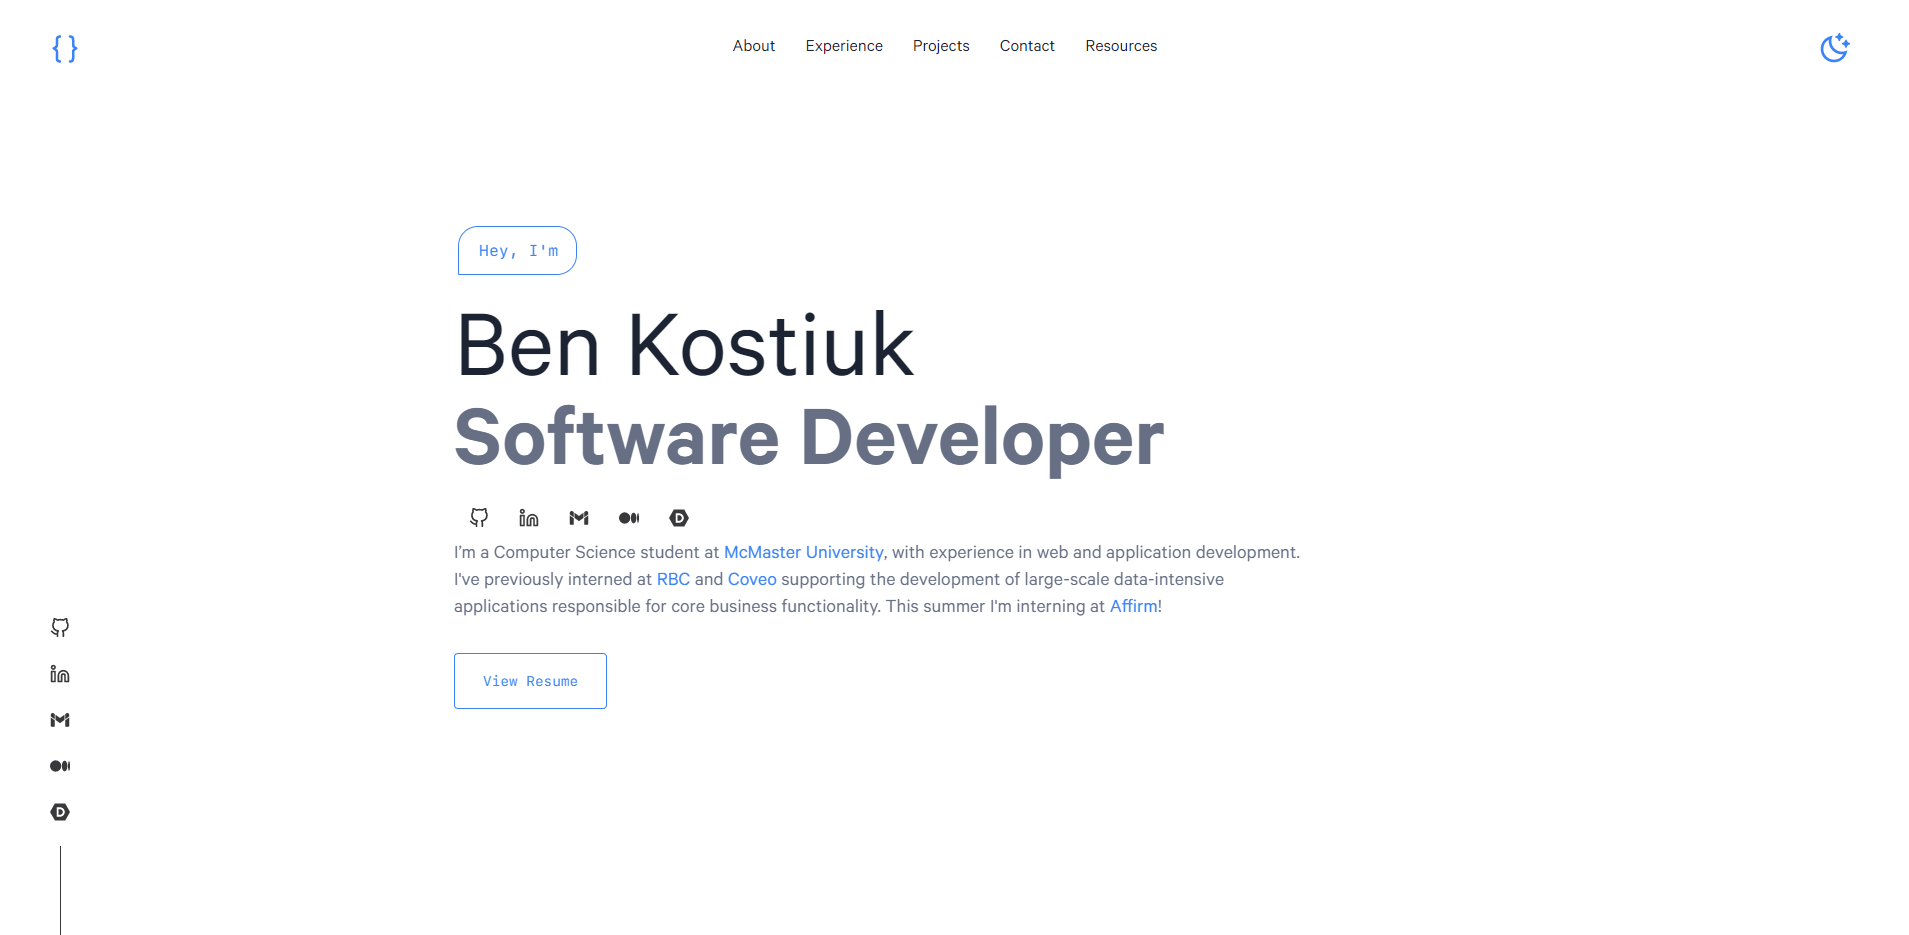 { }
About Experience Projects Contact Resources
Hey, I'm
Ben Kostiuk
Software Developer
I’m a Computer Science student at McMaster University, with experience in web and application development.
I've previously interned at RBC and Coveo supporting the development of large-scale data-intensive
applications responsible for core business functionality. This summer I'm interning at Affirm!
View Resume